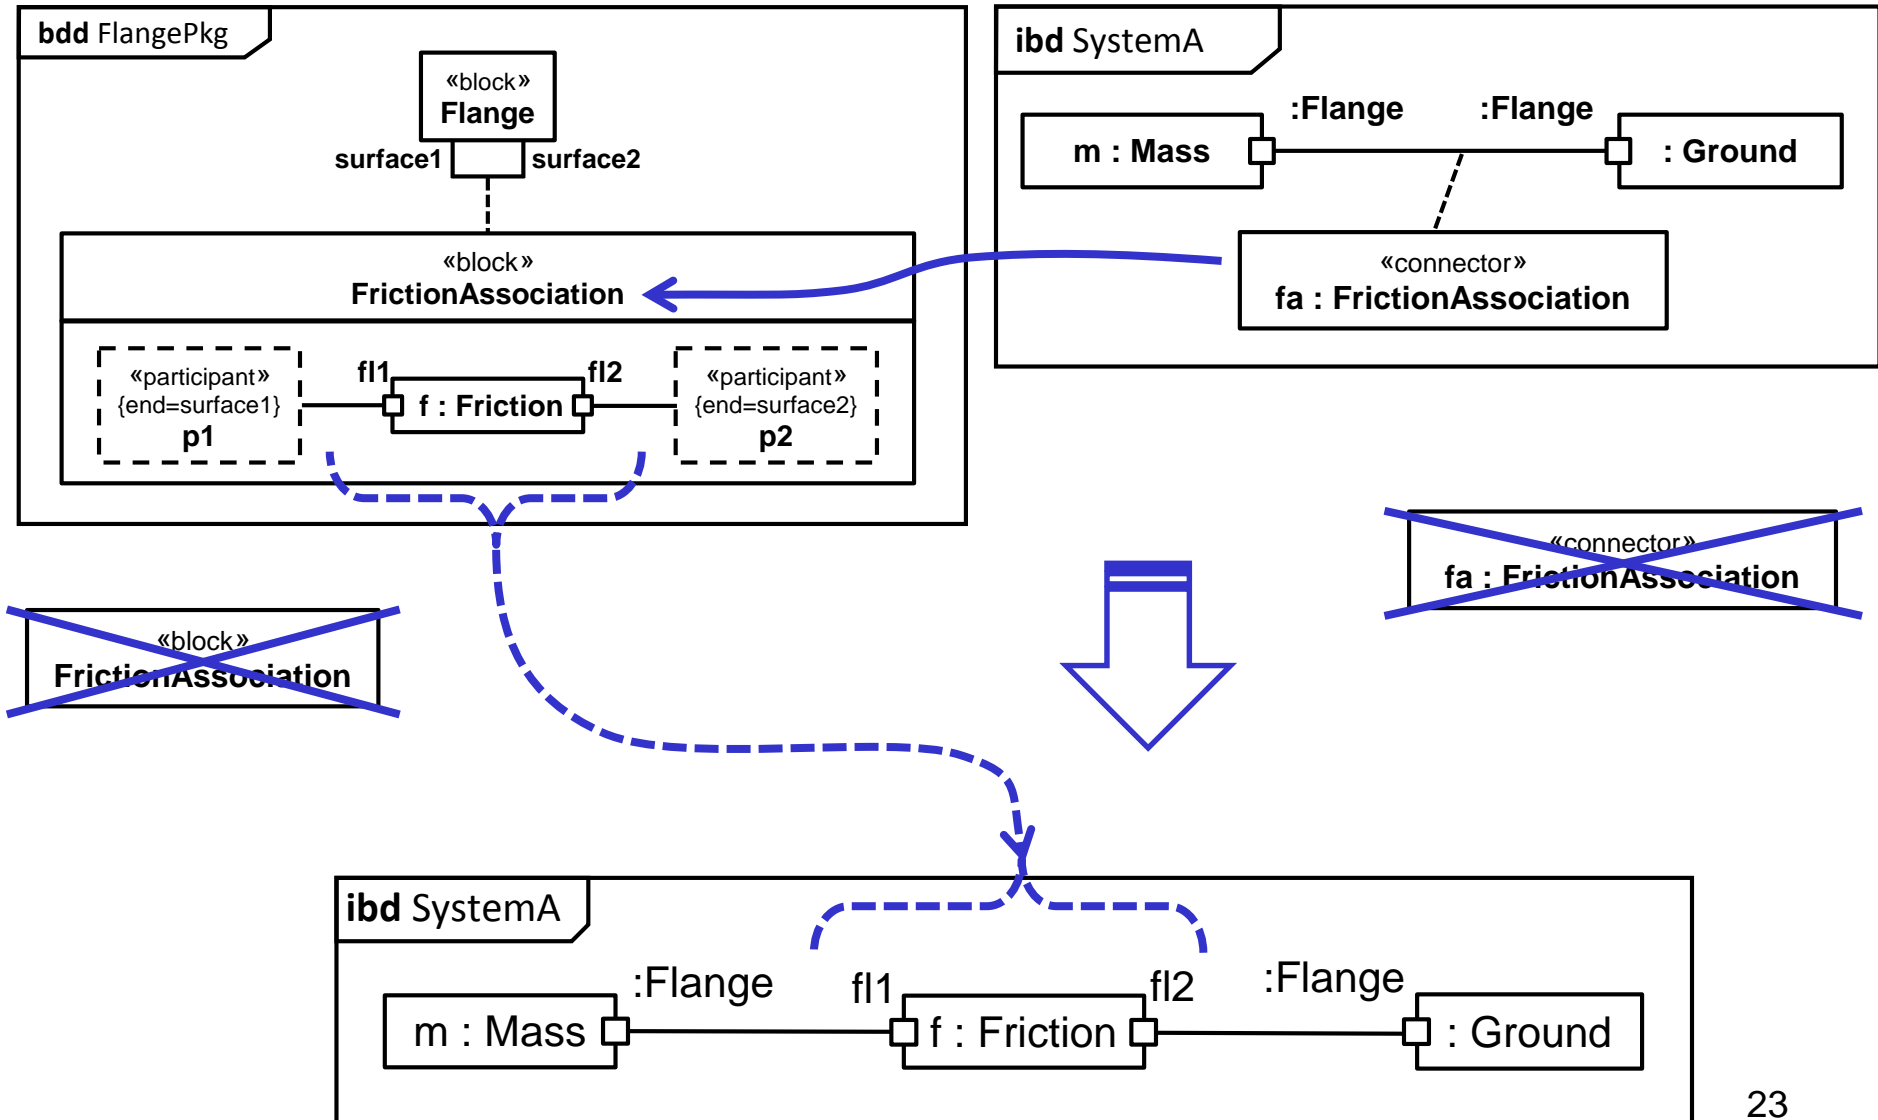 bdd FlangePkg
«block»
Flange
surface1 surface2
«block»
FrictionAssociation
«participant»
{end=surface1}
p1
fl1
f : Friction
fl2
«participant»
{end=surface2}
p2
ibd SystemA
:Flange :Flange
m : Mass
: Ground
«connector»
fa : FrictionAssociation
«connector»
fa : FrictionAssociation
«block»
FrictionAssociation
ibd SystemA
:Flange
fl1
fl2
:Flange
m : Mass
f : Friction
: Ground
23